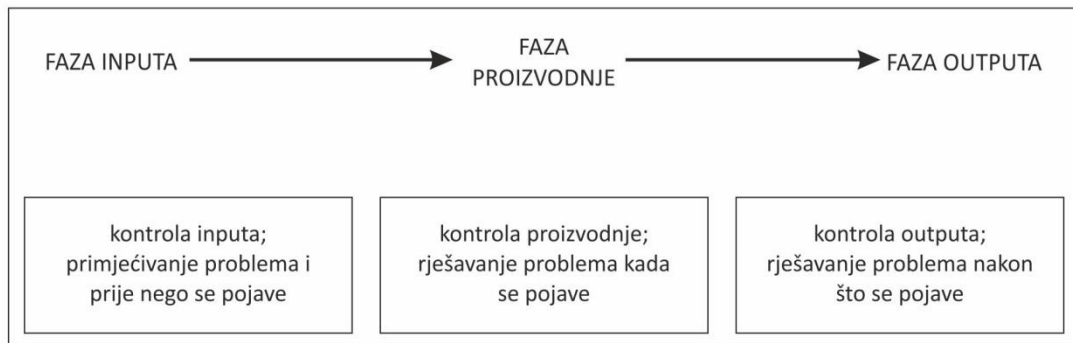 FAZA INPUTA
FAZA
PROIZVODNJE
FAZA OUTPUTA
kontrola inputa;
primjećivanje problema i
prije nego se pojave
kontrola proizvodnje;
rješavanje problema kada
se pojave
kontrola outputa;
rješavanje problema nakon
što se pojave